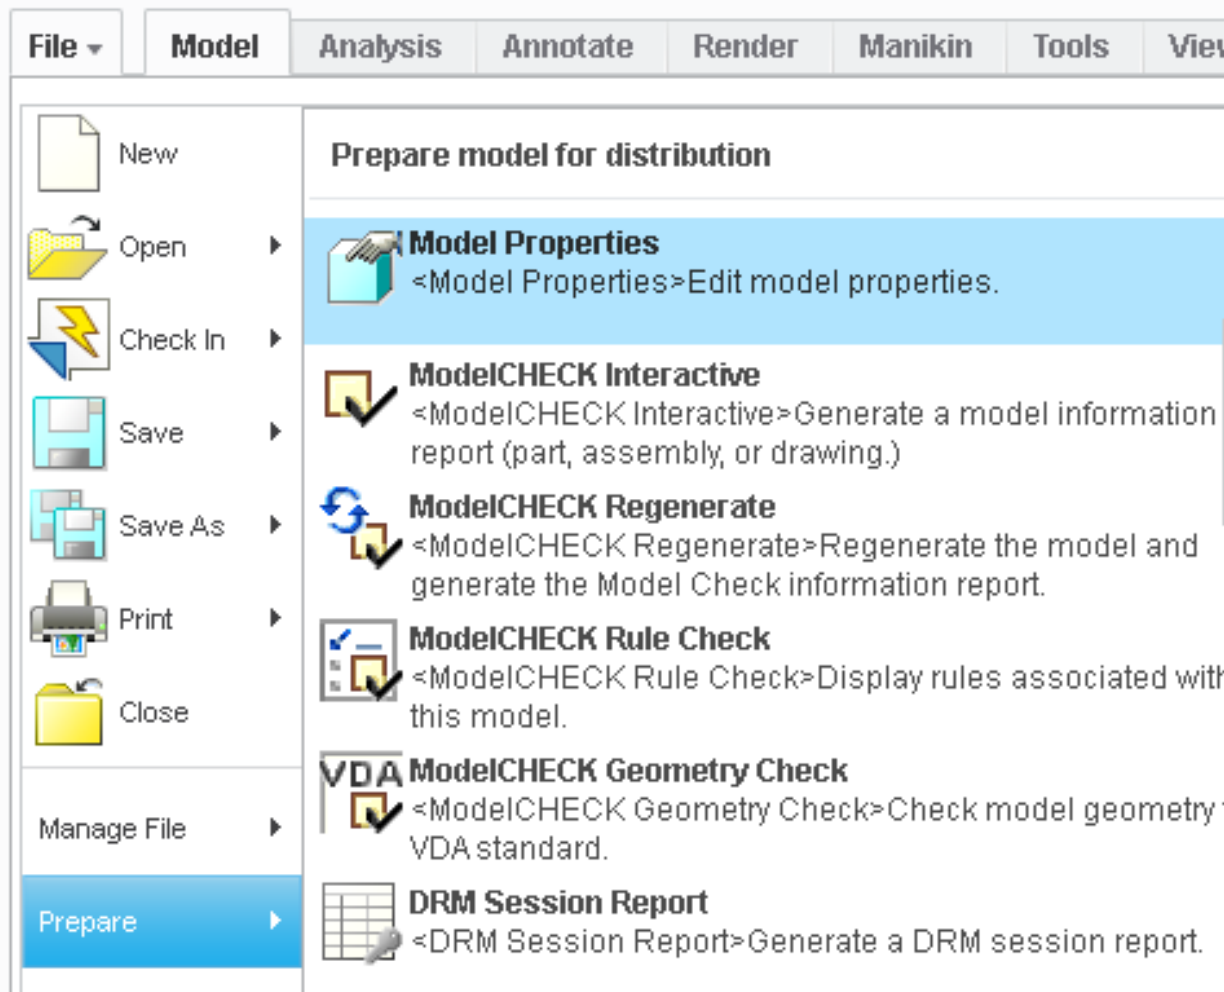 File Model Analysis Annotate Render Manikin Tools
New
Open
Check In
Save
Save As
Print
Close
Manage File
Prepare
Prepare model for distribution
Model Properties
<Model Properties>Edit model properties.
ModelCHECK Interactive
<ModelCHECK Interactive>Generate a model information
report (part, assembly, or drawing.)
ModelCHECK Regenerate
<ModelCHECK Regenerate>Regenerate the model and
generate the Model Check information report.
ModelCHECK Rule Check
<ModelCHECK Rule Check>Display rules associated with
this model.
VDA
ModelCHECK Geometry Check
<ModelCHECK Geometry Check>Check model geometry
VDA standard.
DRM Session Report
<DRM Session Report>Generate a DRM session report.